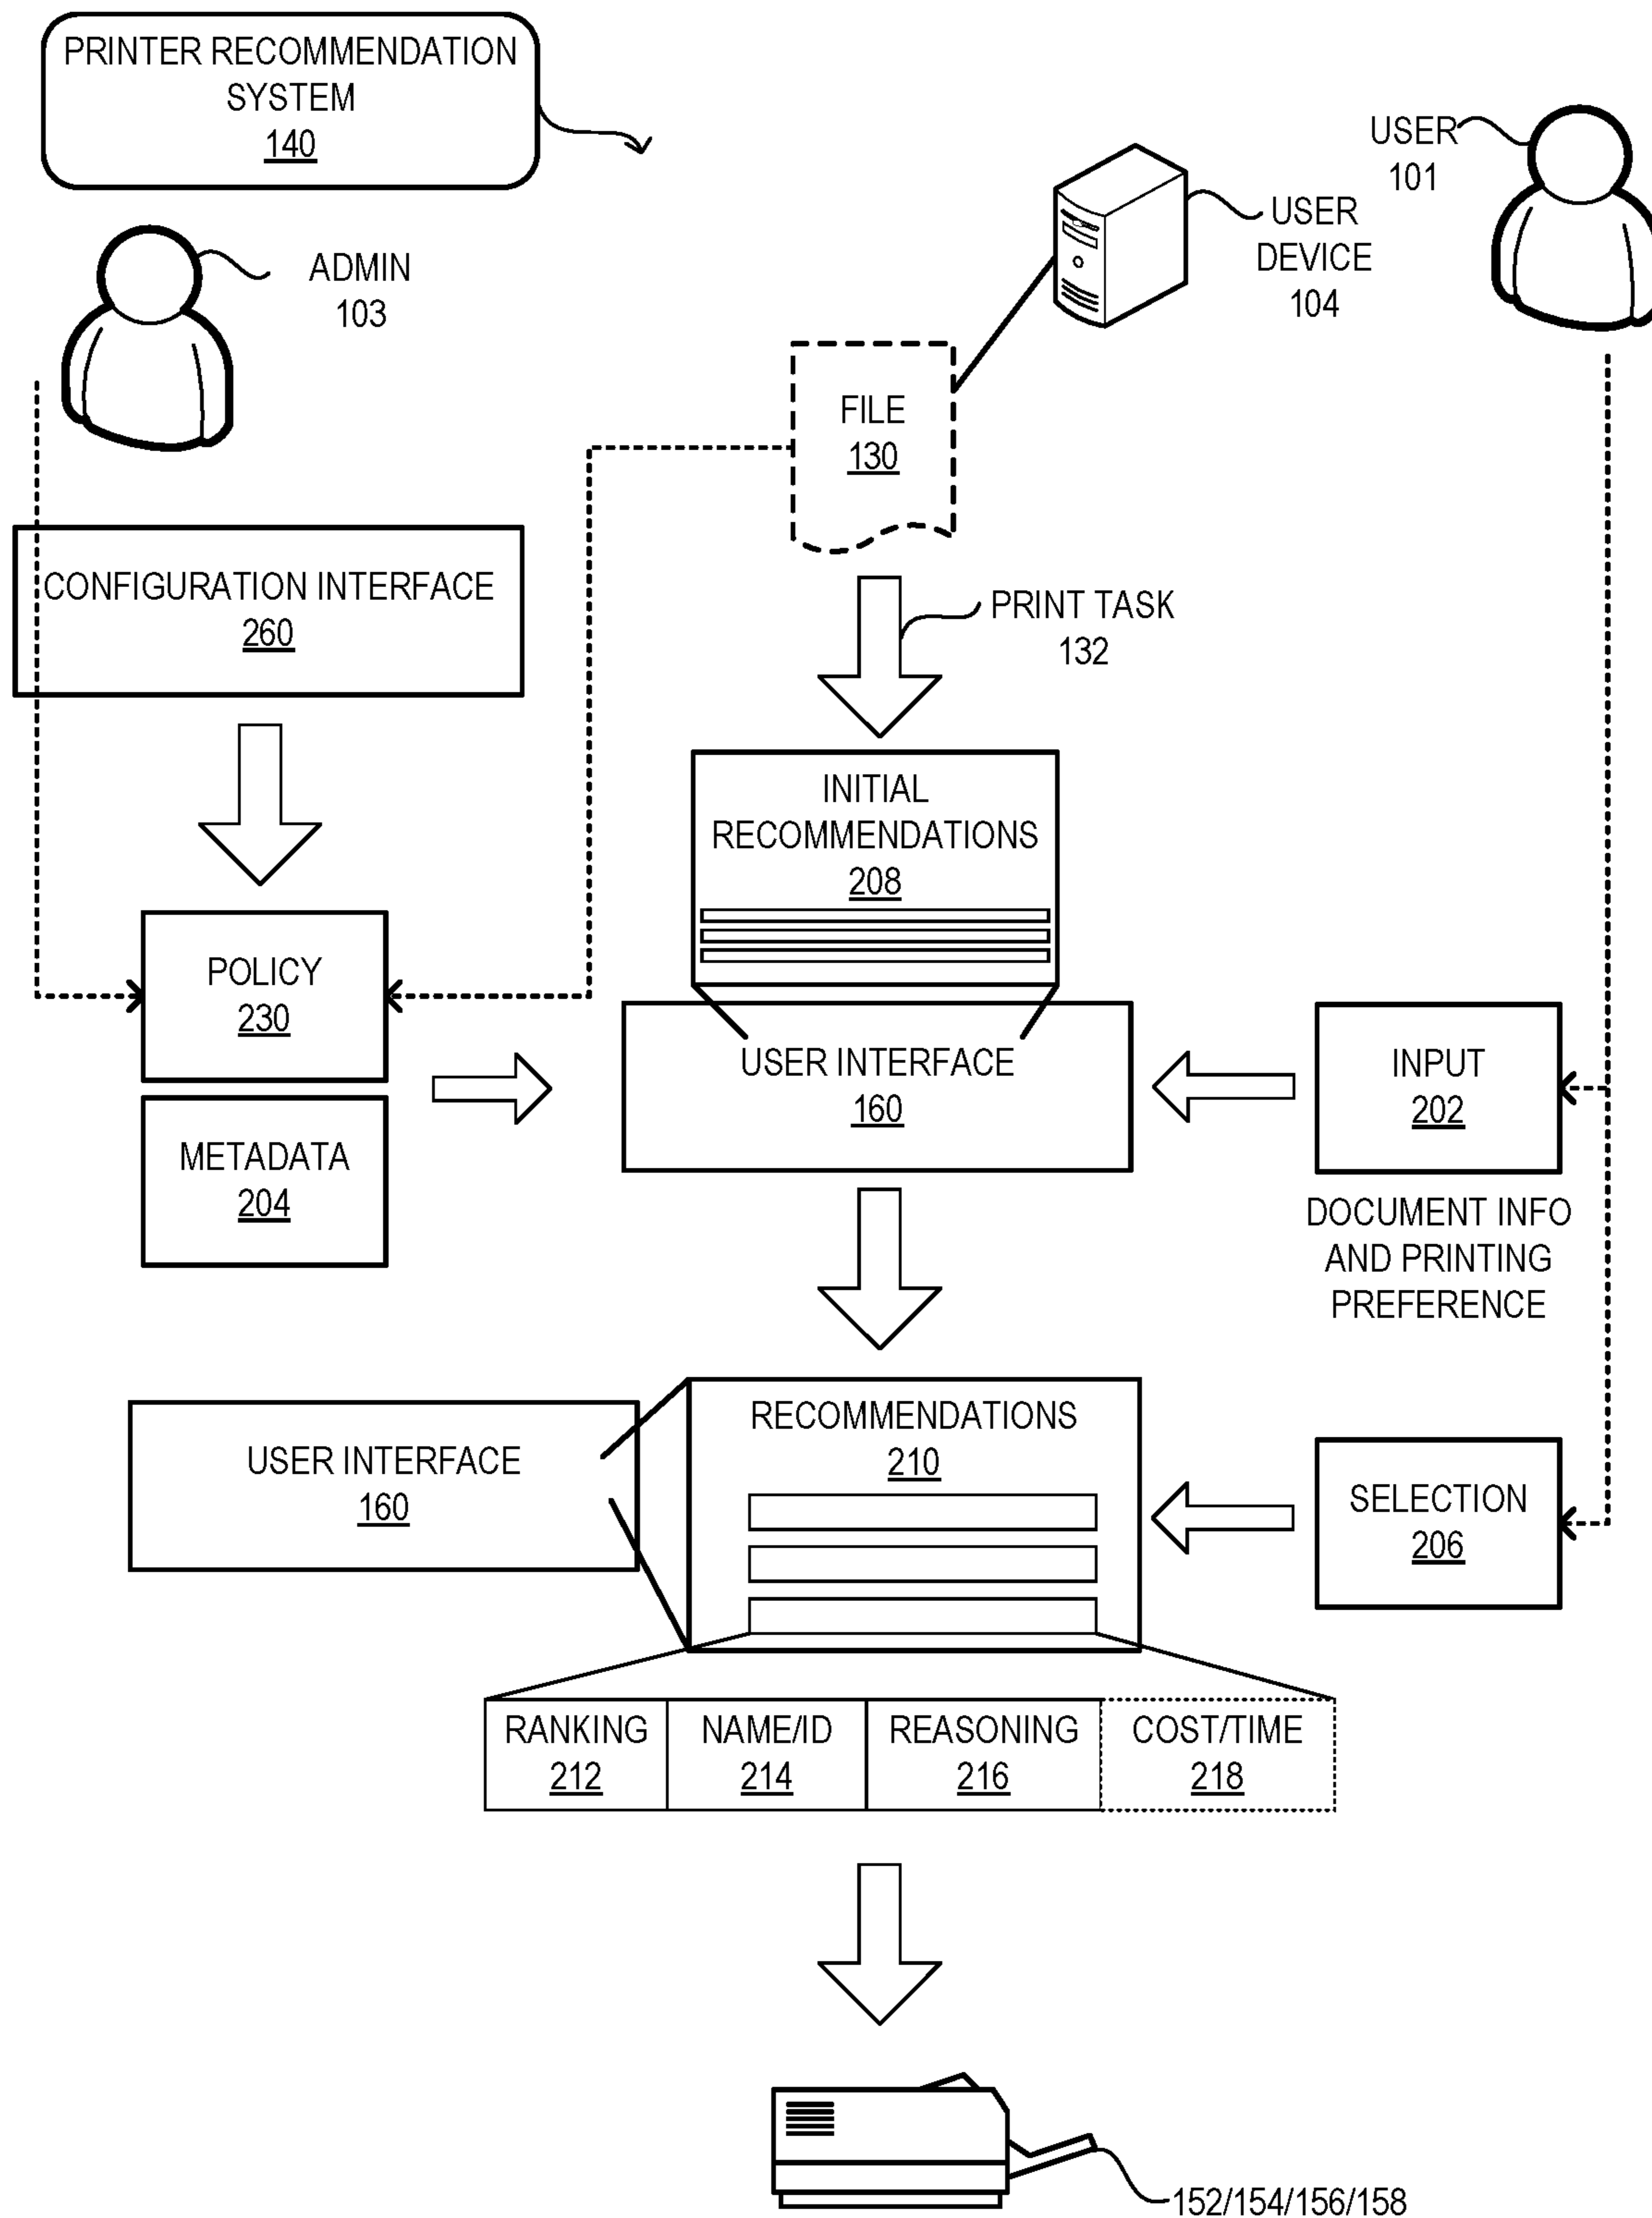 PRINTER RECOMMENDATION
SYSTEM
140
USER
101
USER
DEVICE
104
ADMIN
103
FILE
130
CONFIGURATION INTERFACE
260
PRINT TASK
132
INITIAL
RECOMMENDATIONS
208
POLICY
230
USER INTERFACE
160
INPUT
202
METADATA
204
DOCUMENT INFO
AND PRINTING
PREFERENCE
RECOMMENDATIONS
210
USER INTERFACE
160
SELECTION
206
RANKING
212
NAME/ID
214
REASONING
216
COST/TIME
218
152/154/156/158